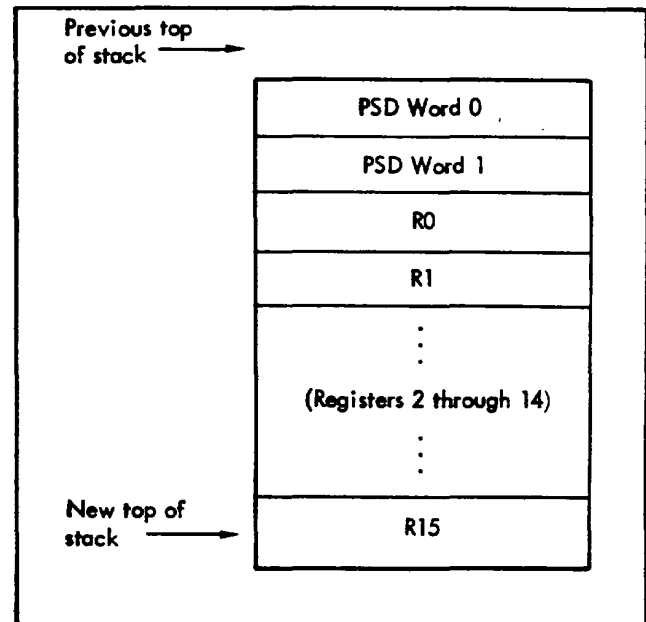 Previous top
of stack
PSD Word 0
PSD Word 1
R0
R1
(Registers 2 through 14)
New top of
stack
R15